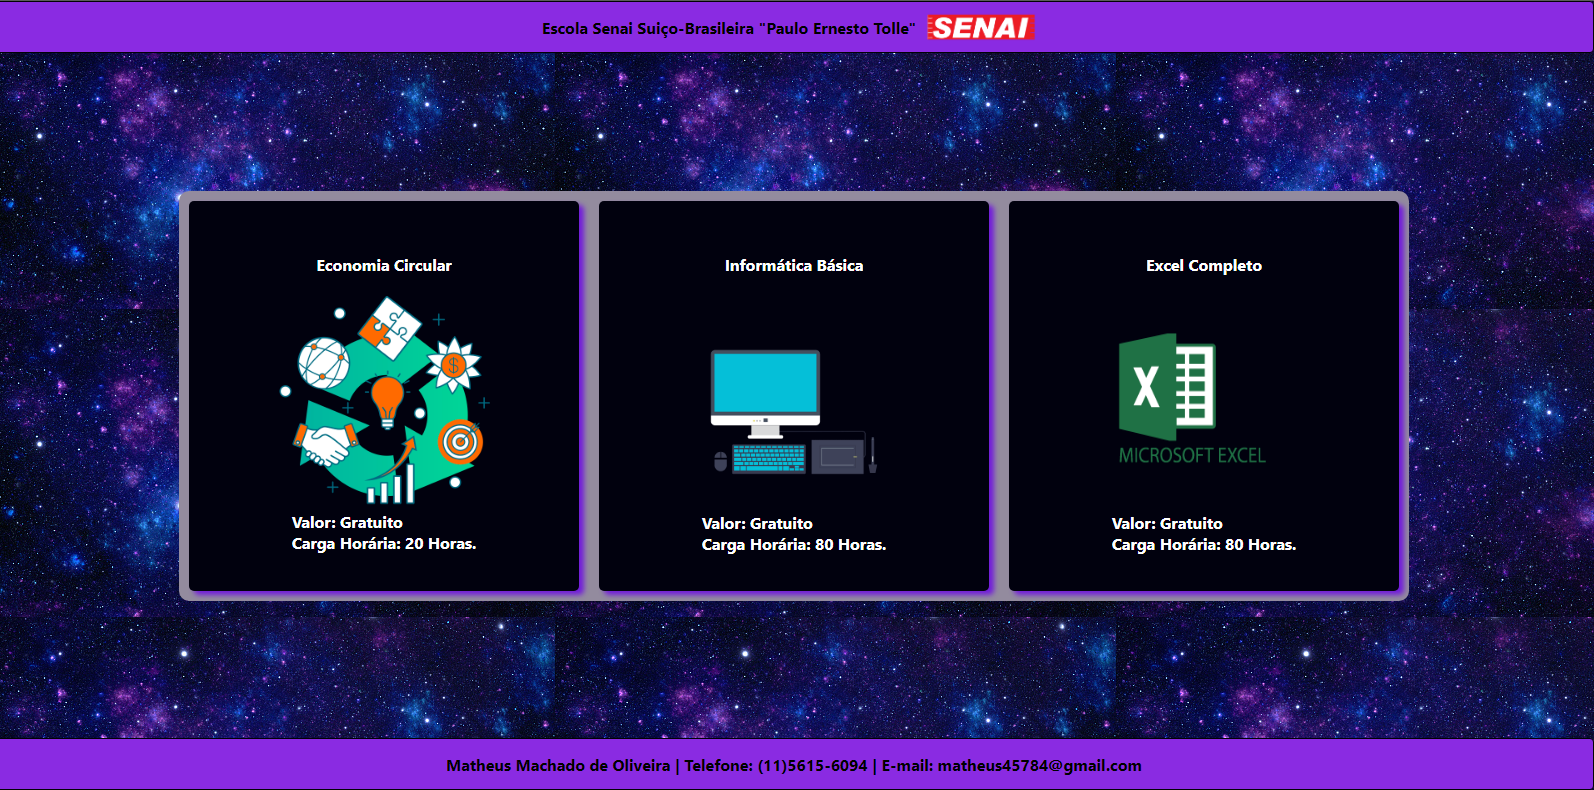 Escola Senai Suiço-Brasileira "Paulo Ernesto Tolle" SENAI
Economia Circular
$
Valor: Gratuito
Carga Horária: 20 Horas.
Informática Básica
Valor: Gratuito
Carga Horária: 80 Horas.
Excel Completo
X
MICROSOFT EXCEL
Valor: Gratuito
Carga Horária: 80 Horas.
Matheus Machado de Oliveira | Telefone: (11)5615-6094 | E-mail: matheus45784@gmail.com